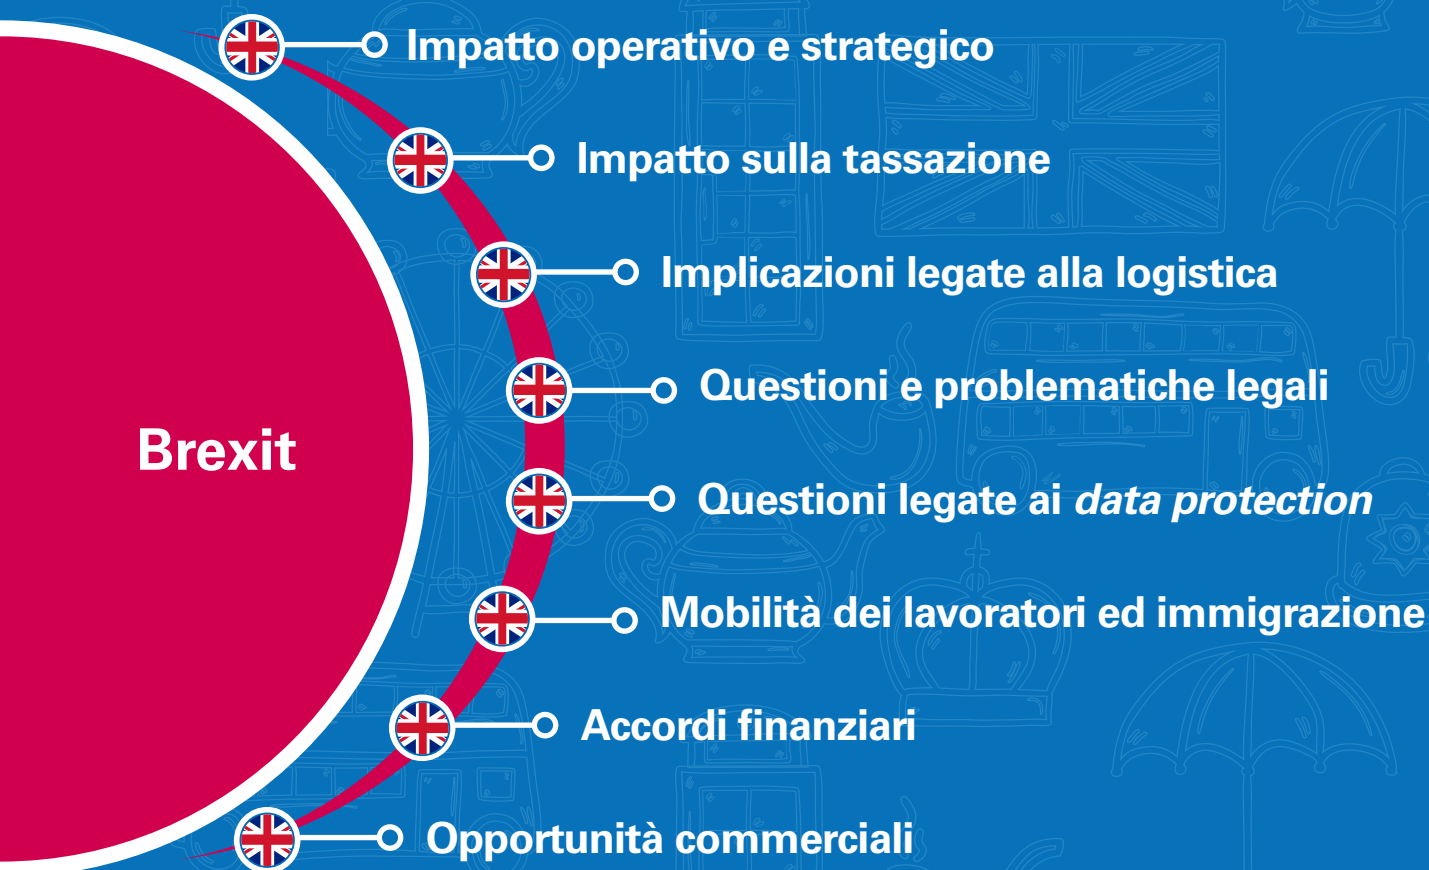 Impatto operativo e strategico
Impatto sulla tassazione
Implicazioni legate alla logistica
Questioni e problematiche legali
Brexit
Questioni legate ai data protection
Mobilità dei lavoratori ed immigrazione
Accordi finanziari
Opportunità commerciali